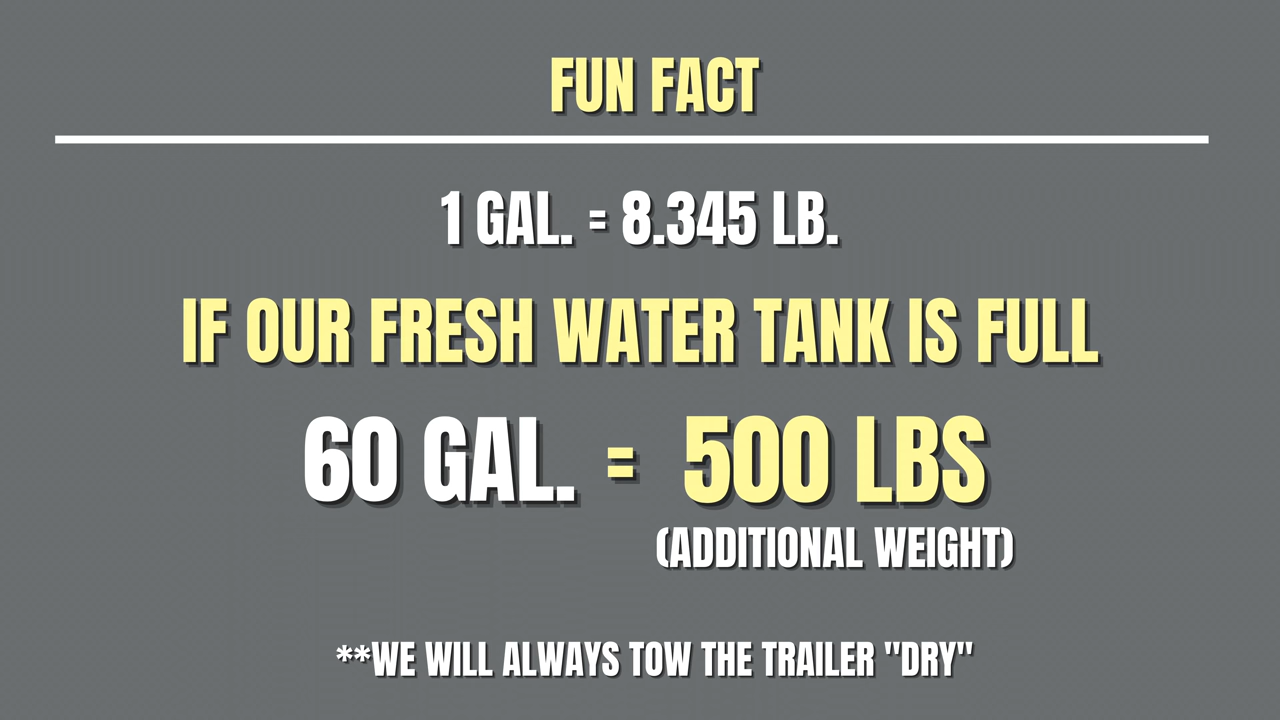 FUN FACT
1 GAL. = 8.345 LB.
IF OUR FRESH WATER TANK IS FULL
60 GAL. = 500 LBS
(ADDITIONAL WEIGHT)
**WE WILL ALWAYS TOW THE TRAILER "DRY"